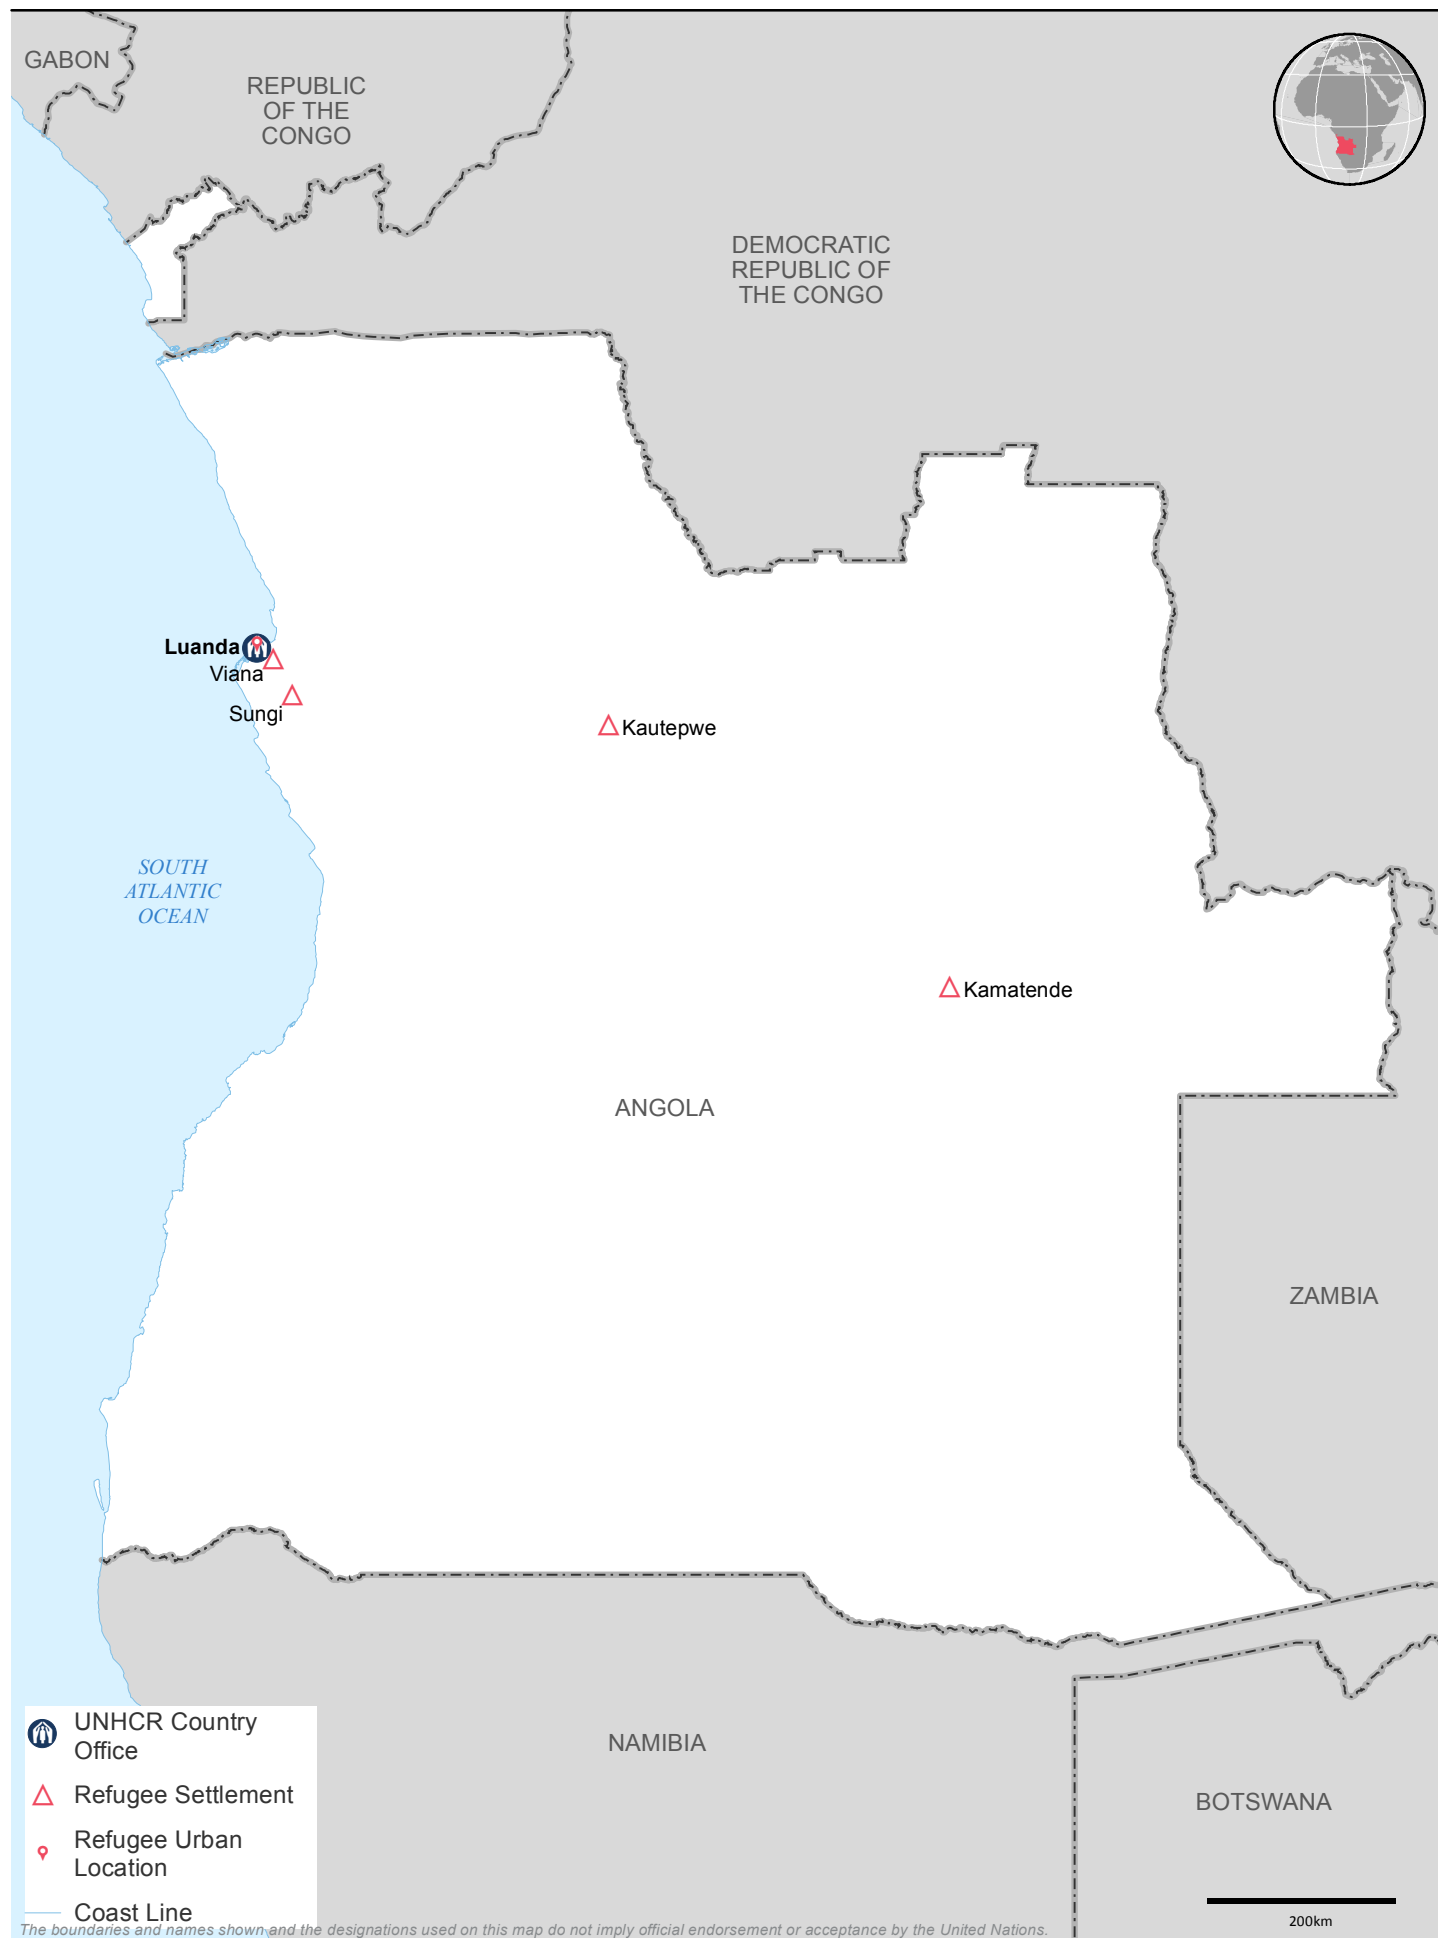 GABON
REPUBLIC
OF THE
CONGO
DEMOCRATIC
REPUBLIC OF
THE CONGO
Luanda
Viana
Sungi
Kautepwe
SOUTH
ATLANTIC
OCEAN
Kamatende
ANGOLA
ZAMBIA
NAMIBIA
BOTSWANA
UNHCR Country
Office
Refugee Settlement
Refugee Urban
Location
Coast Line
200km
The boundaries and names shown and the designations used on this map do not imply official endorsement or acceptance by the United Nations.